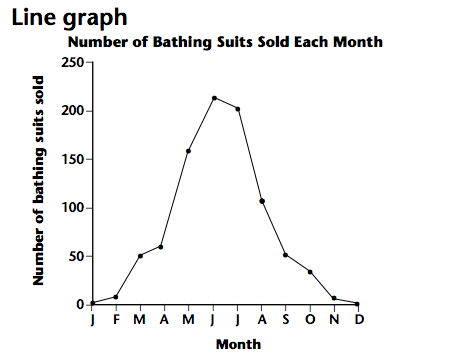 Line graph
Number of Bathing Suits Sold Each Month
Number of bathing suits sold
250
200
150
100
50
0
J F M A M J J A S O N D
Month